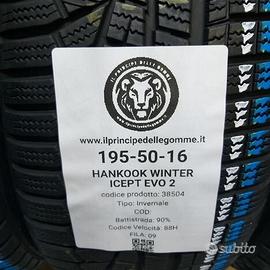 IL PRINCIPE DELLE GOMME
www.ilprincipedellegomme.it
195-50-16
HANKOOK WINTER
ICEPT EVO 2
codice prodotto: 38504
Tipo: Invernale
COD:
Battistrada: 90%
Codice Velocità: 88H
FILA: 09
subito